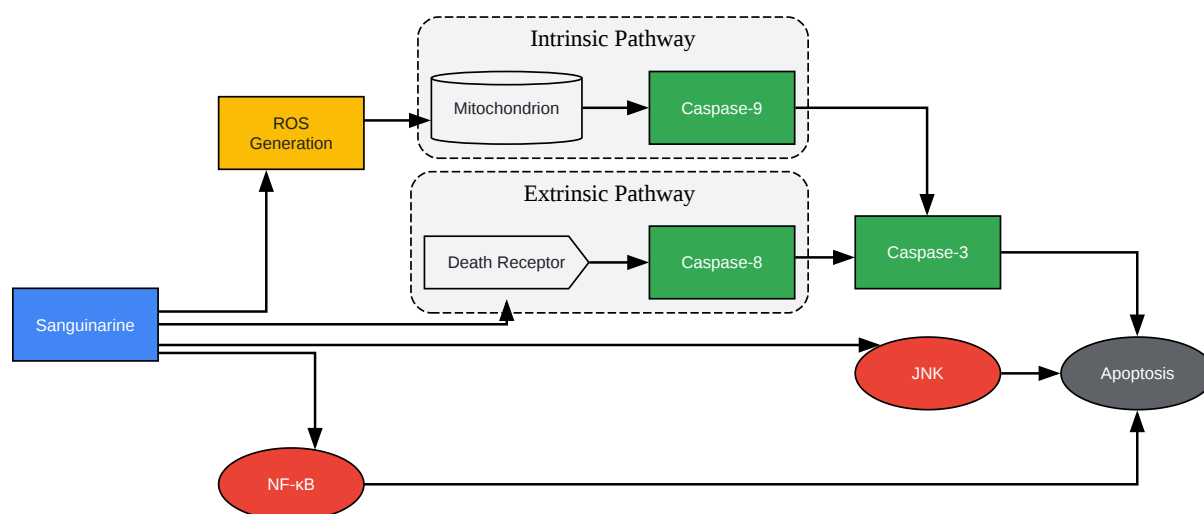 Intrinsic Pathway
Mitochondrion
Caspase-9
ROS
Generation
Extrinsic Pathway
Death Receptor
Caspase-8
Caspase-3
Sanguinarine
JNK
Apoptosis
NF-κB